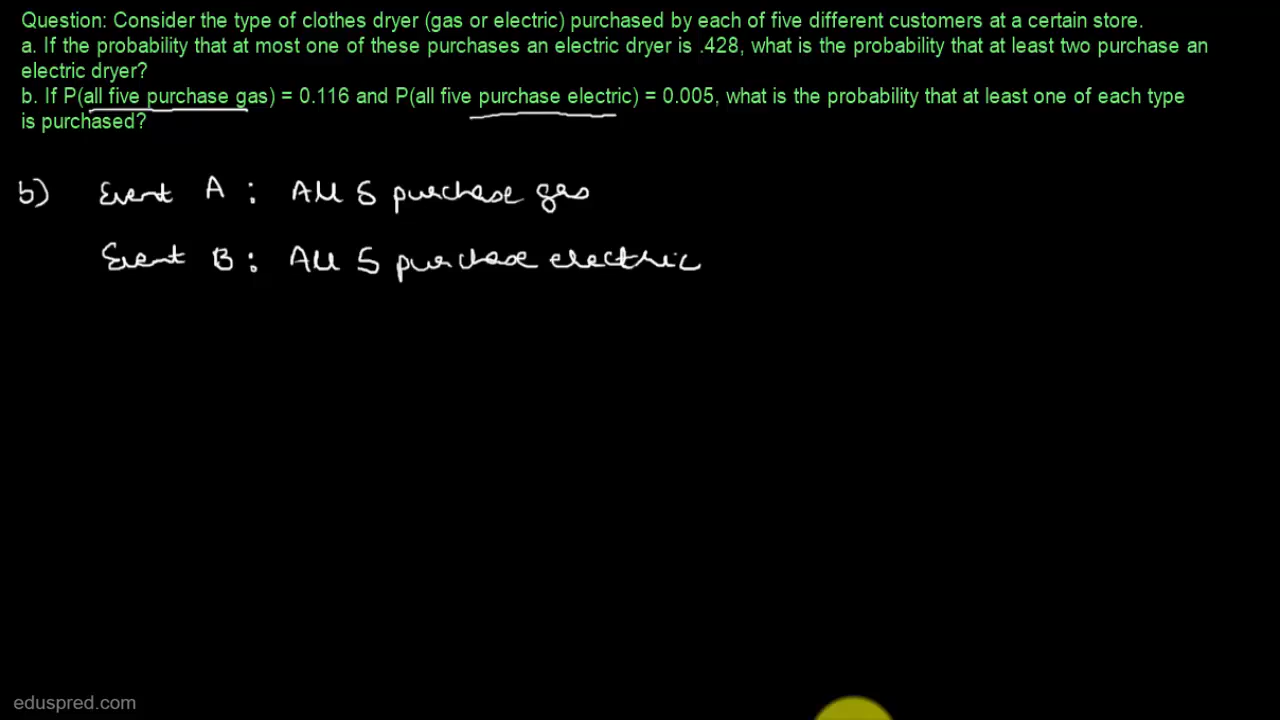 Question: Consider the type of clothes dryer (gas or electric) purchased by each of five different customers at a certain store.
a. If the probability that at most one of these purchases an electric dryer is .428, what is the probability that at least two purchase an
electric dryer?
b. If P(all five purchase gas) = 0.116 and P(all five purchase electric) = 0.005, what is the probability that at least one of each type
is purchased?
b) Event A : All 5 purchase gas
Event B : All 5 purchase electric
eduspred.com